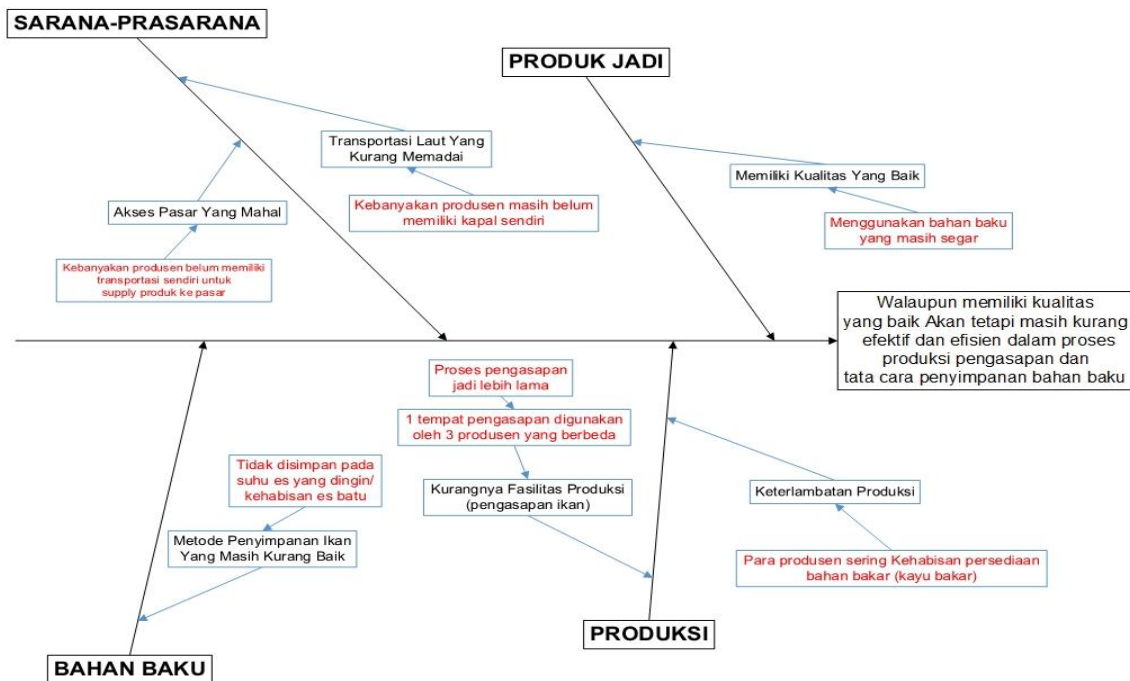 SARANA-PRASARANA
PRODUK JADI
Transportasi Laut Yang
Kurang Memadai
Kebanyakan produsen masih belum
memiliki kapal sendiri
Akses Pasar Yang Mahal
Kebanyakan produsen belum memiliki
transportasi sendiri untuk
supply produk ke pasar
Memiliki Kualitas Yang Baik
Menggunakan bahan baku
yang masih segar
Walaupun memiliki kualitas
yang baik Akan tetapi masih kurang
efektif dan efisien dalam proses
produksi pengasapan dan
tata cara penyimpanan bahan baku
Proses pengasapan
jadi lebih lama
1 tempat pengasapan digunakan
oleh 3 produsen yang berbeda
Kurangnya Fasilitas Produksi
(pengasapan ikan)
Tidak disimpan pada
suhu es yang dingin/
kehabisan es batu
Metode Penyimpanan Ikan
Yang Masih Kurang Baik
Keterlambatan Produksi
Para produsen sering Kehabisan persediaan
bahan bakar (kayu bakar)
PRODUKSI
BAHAN BAKU